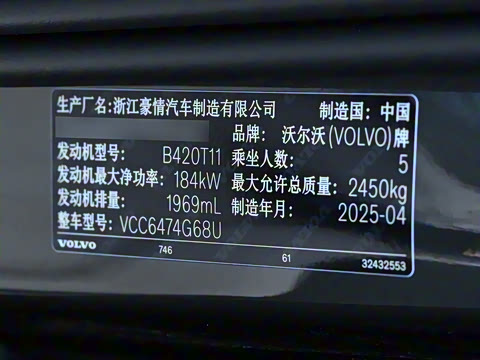 生产厂名:浙江豪情汽车制造有限公司 制造国: 中国
品牌: 沃尔沃(VOLVO)牌
发动机型号: B420T11 乘坐人数: 5
发动机最大净功率: 184kW 最大允许总质量: 2450kg
发动机排量: 1969mL 制造年月: 2025-04
整车型号: VCC6474G68U
VOLVO 746 61 32432553